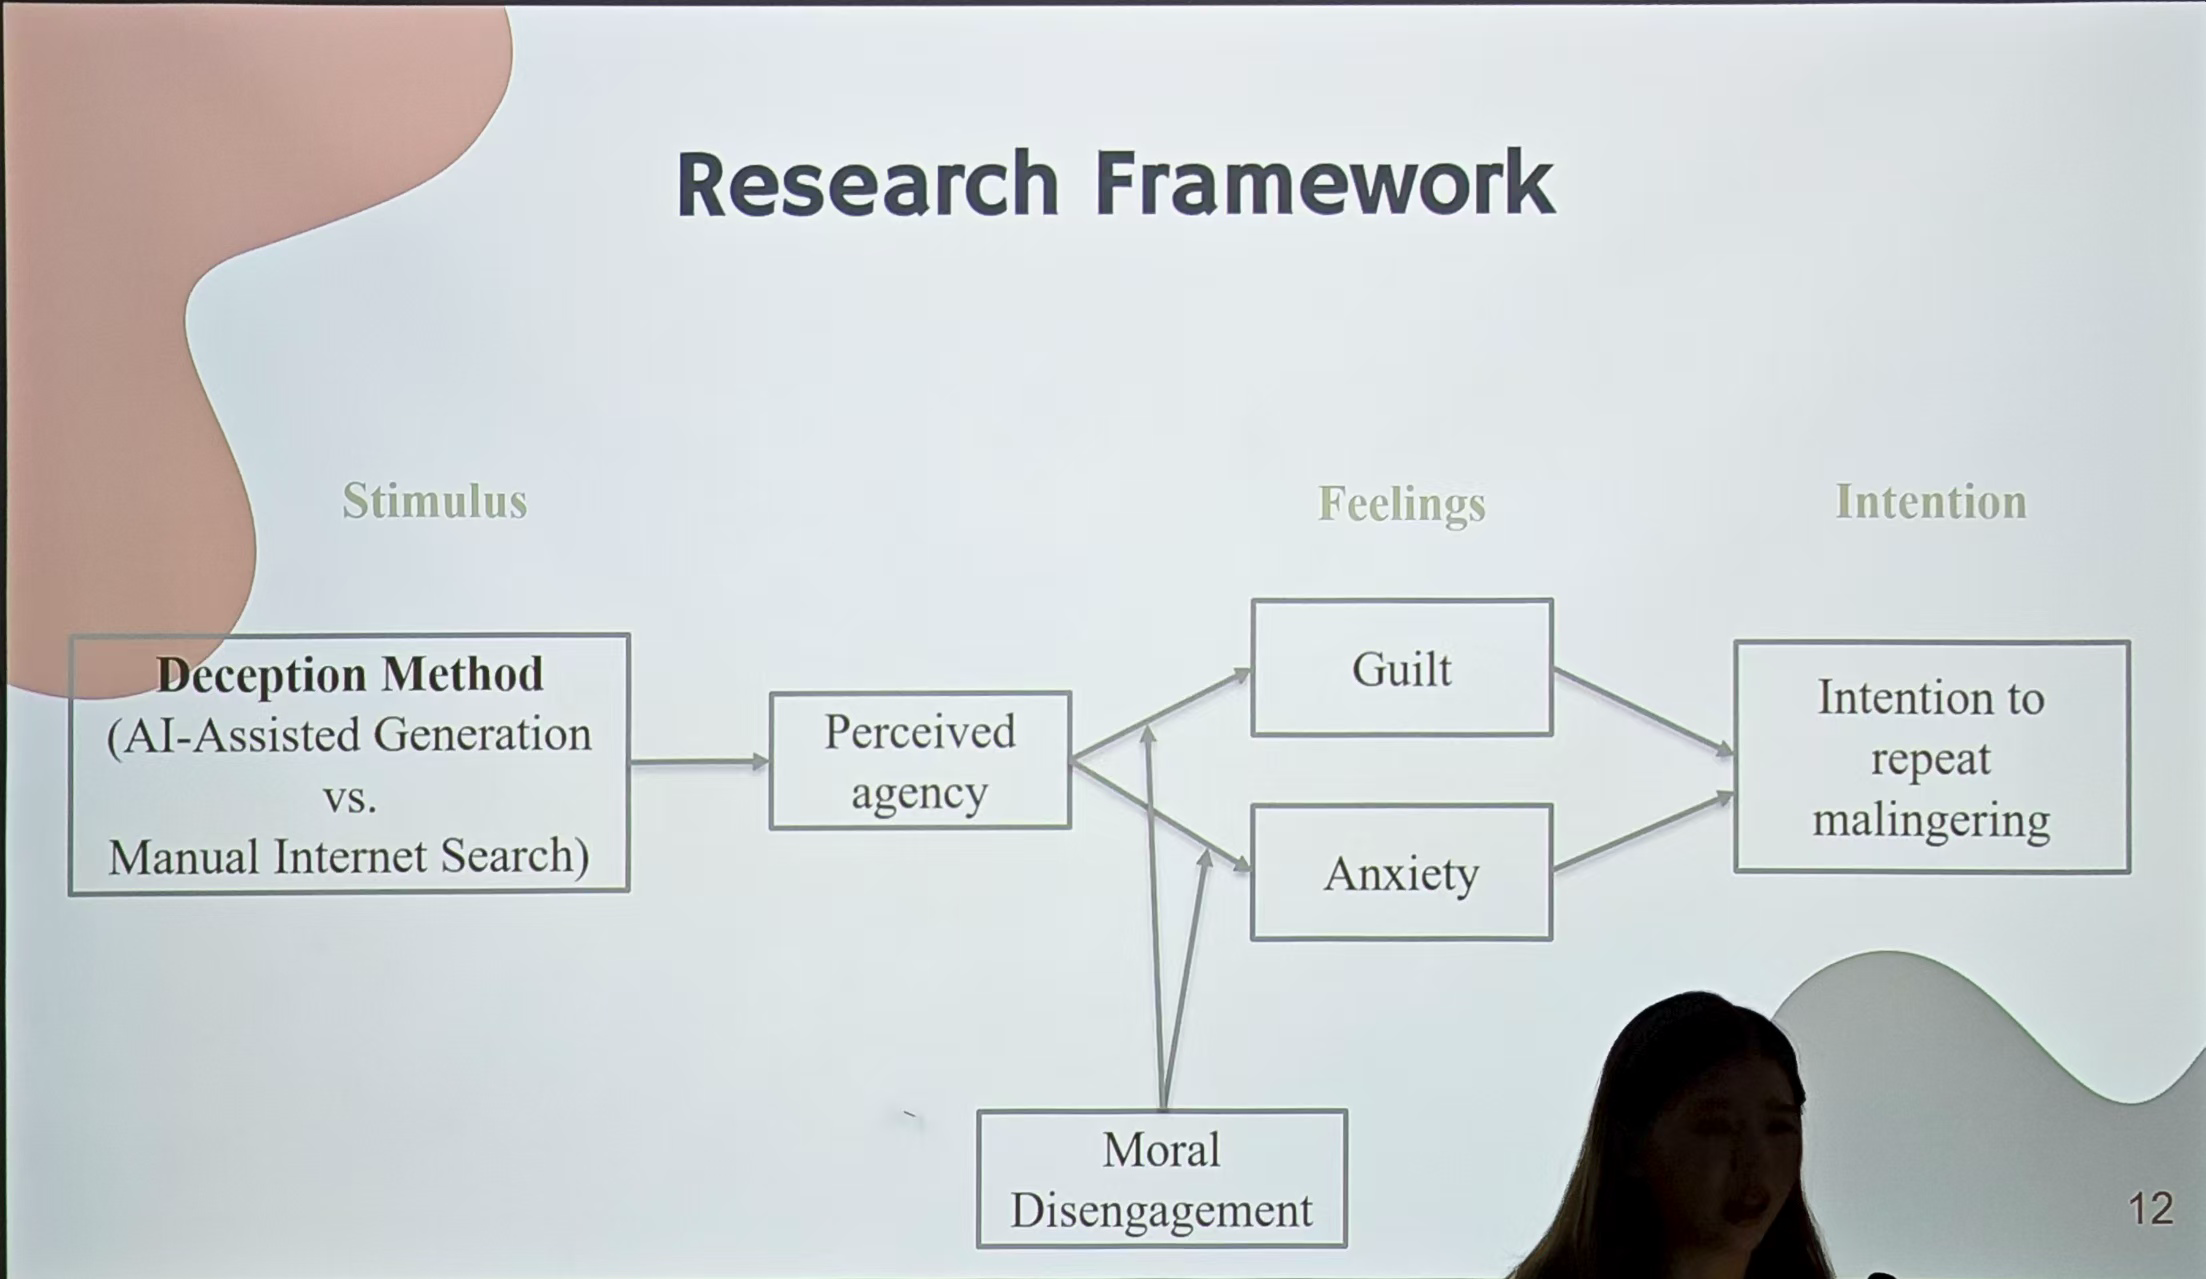 Research Framework
Stimulus
Feelings
Intention
Deception Method
(AI-Assisted Generation
vs.
Manual Internet Search)
Perceived
agency
Guilt
Anxiety
Intention to
repeat
malingering
Moral
Disengagement
12